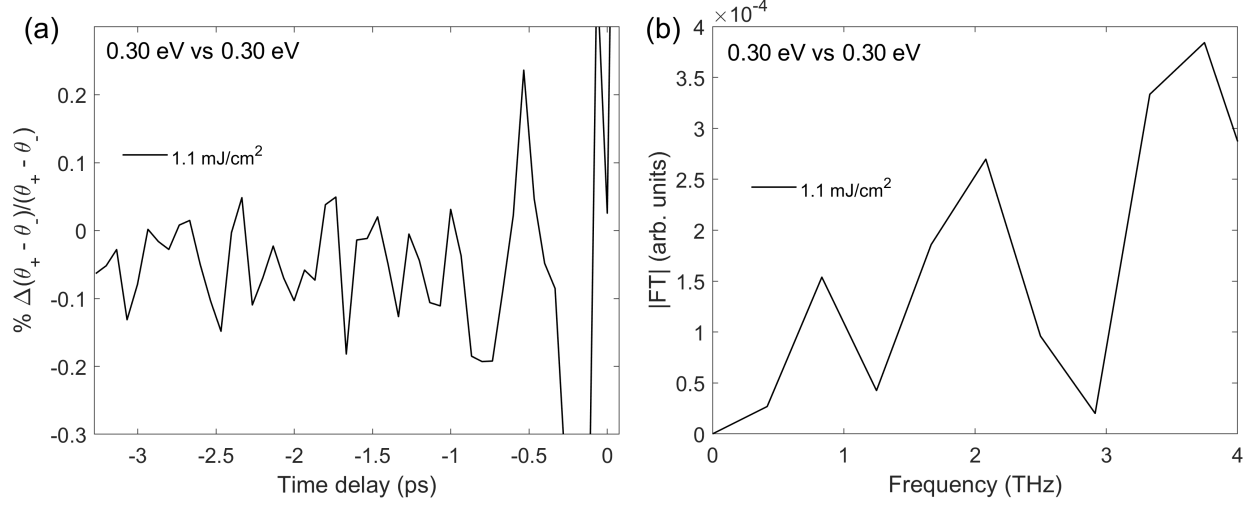 (a)
0.30 eV vs 0.30 eV
1.1 mJ/cm²
% Δ(θ₊ - θ₋)/(θ₊ - θ₋)
0.2
0.1
0
-0.1
-0.2
-0.3
-3 -2.5 -2 -1.5 -1 -0.5 0
Time delay (ps)
(b)
×10⁻⁴
0.30 eV vs 0.30 eV
1.1 mJ/cm²
|FT| (arb. units)
4
3.5
3
2.5
2
1.5
1
0.5
0
0 1 2 3 4
Frequency (THz)